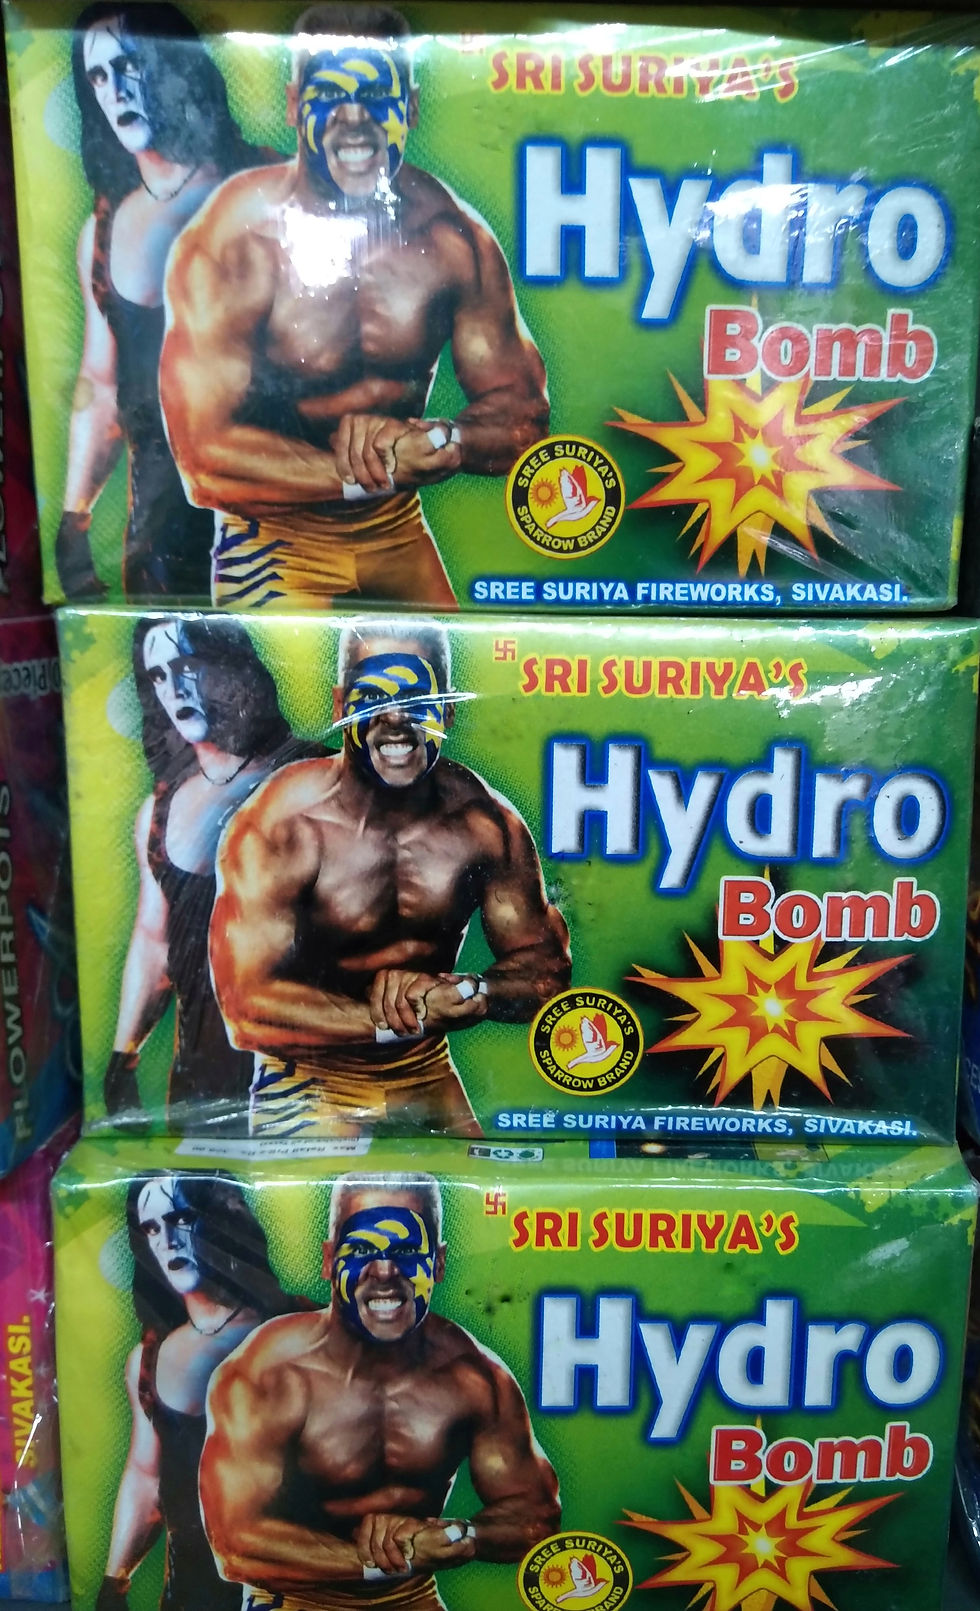 SRI SURIYA'S
Hydro
Bomb
SREE SURIYA'S
SPARROW BRAND
SREE SURIYA FIREWORKS, SIVAKASI.
SRI SURIYA'S
Hydro
Bomb
SREE SURIYA'S
SPARROW BRAND
SREE SURIYA FIREWORKS, SIVAKASI.
SRI SURIYA'S
Hydro
Bomb
SREE SURIYA'S
FLOWERPOTS
SIVAKASI.